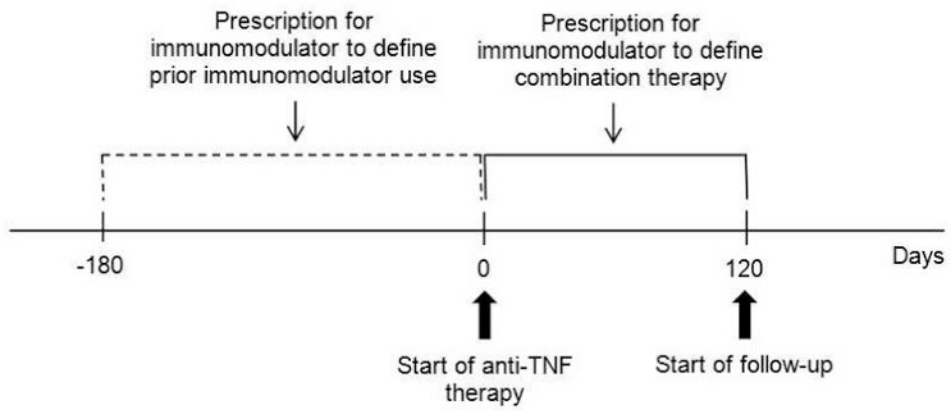 Prescription for
immunomodulator to define
prior immunomodulator use
Prescription for
immunomodulator to define
combination therapy
-180
0
120
Days
Start of anti-TNF
therapy
Start of follow-up